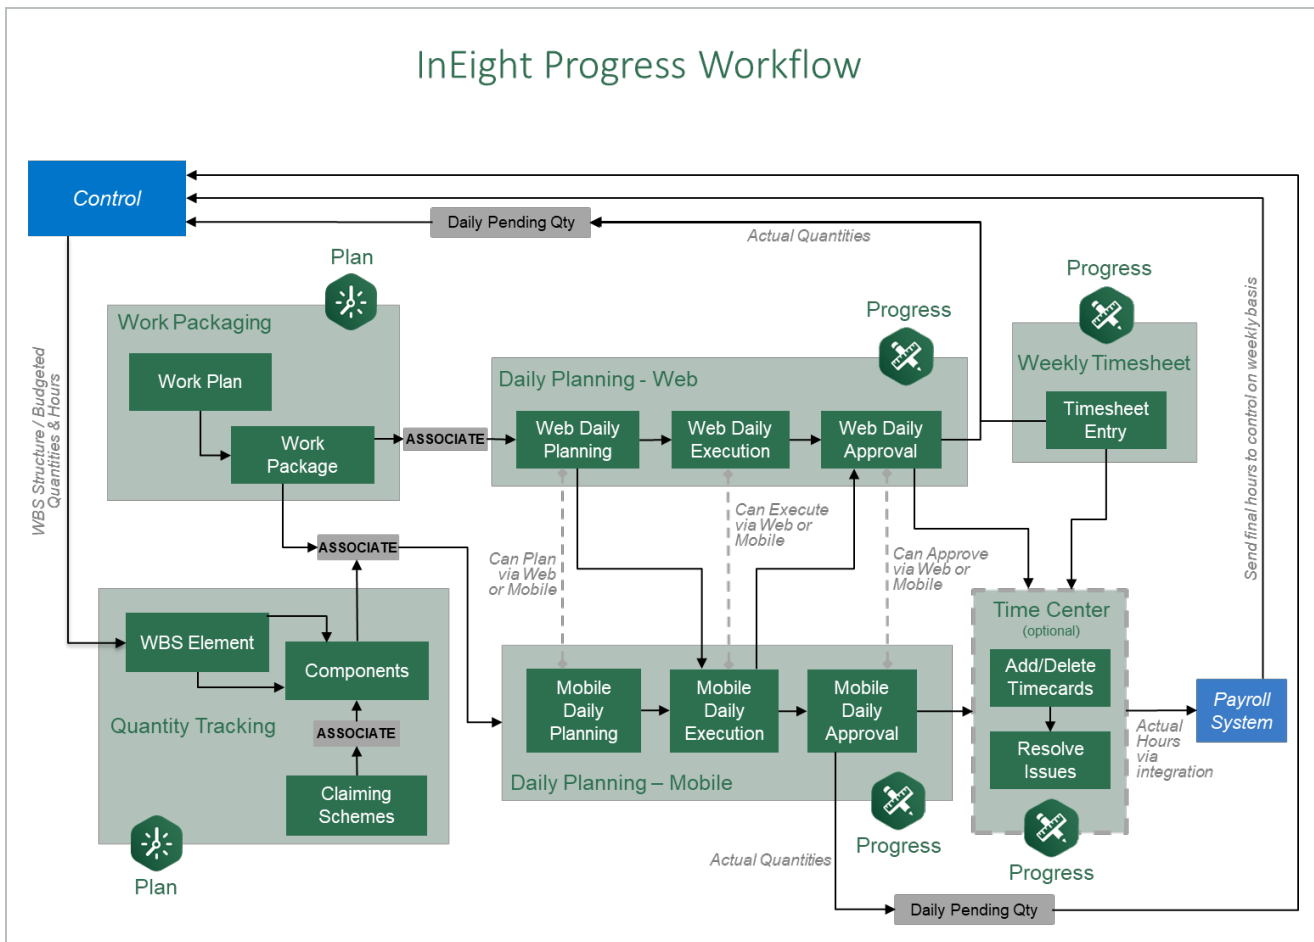 InEight Progress Workflow
Control
Daily Pending Qty
Actual Quantities
Plan
Progress
Progress
Work Packaging
Work Plan
Work
Package
ASSOCIATE
Daily Planning - Web
Web Daily
Planning
Web Daily
Execution
Web Daily
Approval
Weekly Timesheet
Timesheet
Entry
WBS Structure / Budgeted
Quantities & Hours
Send final hours to control on weekly basis
ASSOCIATE
Can Plan
via Web
or Mobile
Can Execute
via Web or
Mobile
Can Approve
via Web or
Mobile
WBS Element
Components
Quantity Tracking
ASSOCIATE
Claiming
Schemes
Plan
Mobile
Daily
Planning
Mobile
Daily
Execution
Mobile
Daily
Approval
Daily Planning – Mobile
Progress
Time Center
(optional)
Add/Delete
Timecards
Resolve
Issues
Progress
Actual
Hours
via
integration
Payroll
System
Actual Quantities
Daily Pending Qty